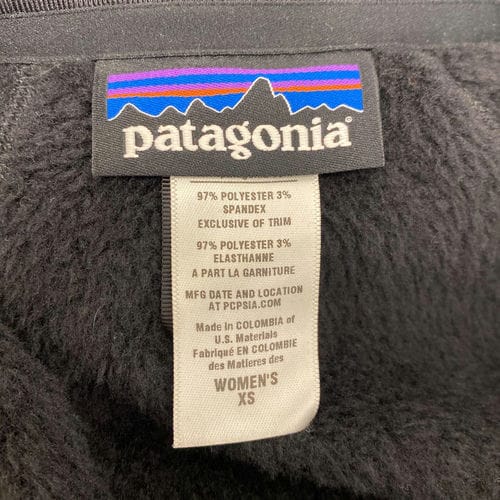 patagonia®
97% POLYESTER 3%
SPANDEX
EXCLUSIVE OF TRIM
97% POLYESTER 3%
ELASTHANNE
A PART LA GARNITURE
MFG DATE AND LOCATION
AT PCPSIA.COM
Made in COLOMBIA of
U.S. Materials
Fabriqué EN COLOMBIE
des Matieres des
WOMEN'S
XS